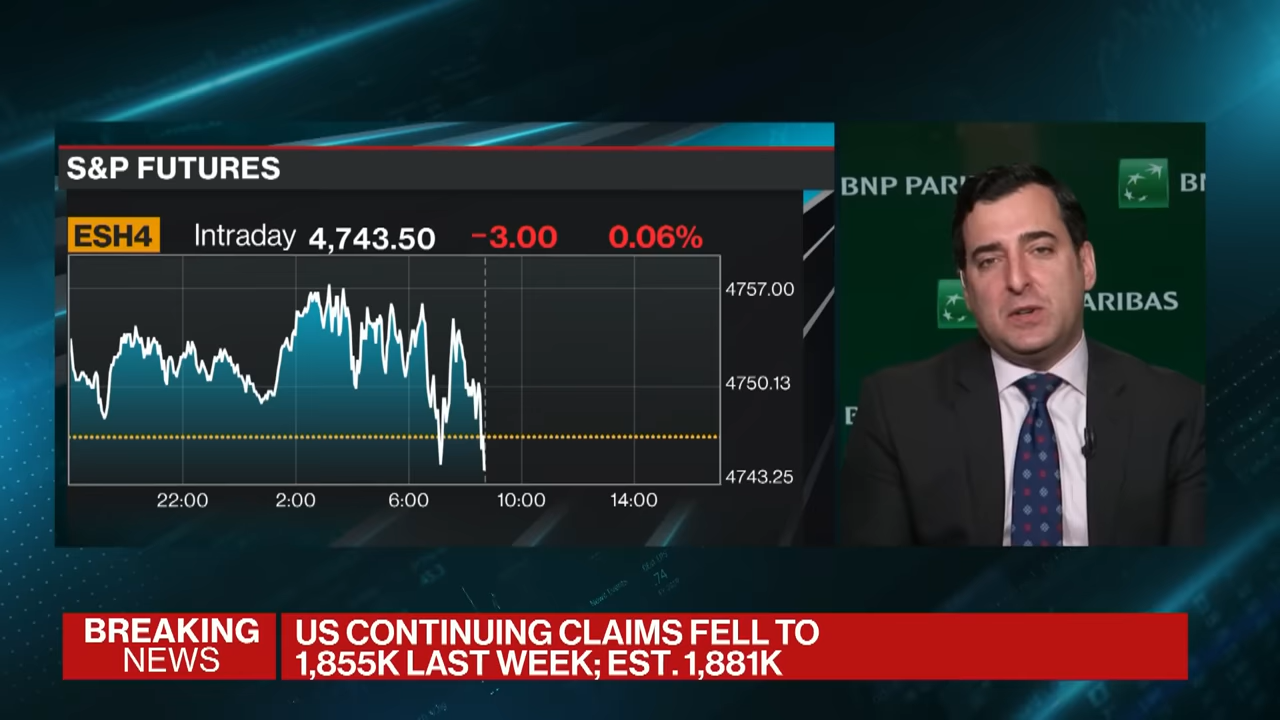 S&P FUTURES
ESH4 Intraday 4,743.50 −3.00 0.06%
4757.00
4750.13
4743.25
22:00 2:00 6:00 10:00 14:00
BNP PARI
BN
ARIBAS
B
BREAKING
NEWS
US CONTINUING CLAIMS FELL TO
1,855K LAST WEEK; EST. 1,881K